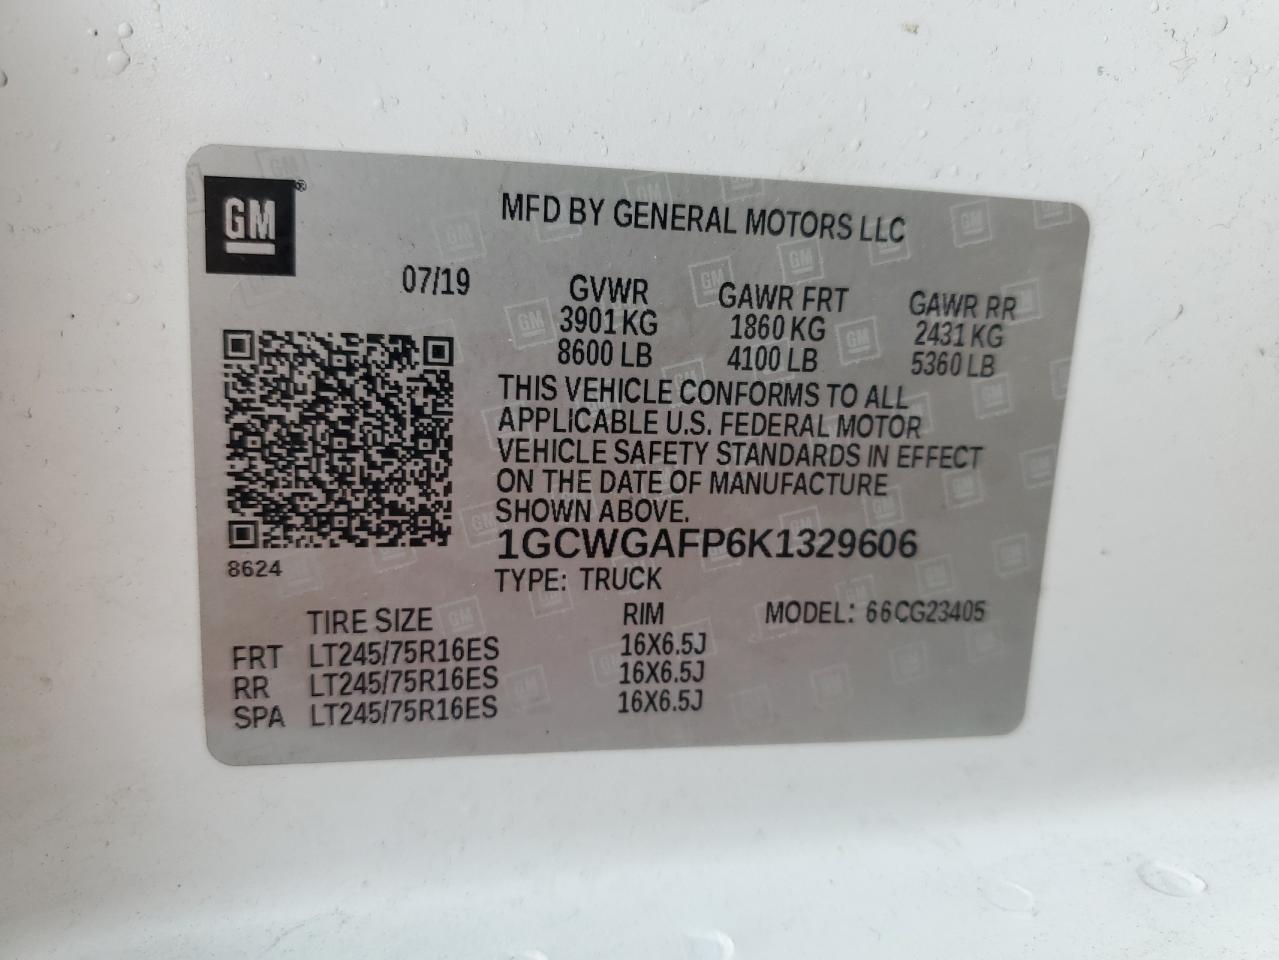 GM®
MFD BY GENERAL MOTORS LLC
07/19
GVWR GAWR FRT GAWR RR
3901 KG 1860 KG 2431 KG
8600 LB 4100 LB 5360 LB
THIS VEHICLE CONFORMS TO ALL
APPLICABLE U.S. FEDERAL MOTOR
VEHICLE SAFETY STANDARDS IN EFFECT
ON THE DATE OF MANUFACTURE
SHOWN ABOVE.
1GCWGAFP6K1329606
8624
TYPE: TRUCK
TIRE SIZE RIM MODEL: 66CG23405
FRT LT245/75R16ES 16X6.5J
RR LT245/75R16ES 16X6.5J
SPA LT245/75R16ES 16X6.5J